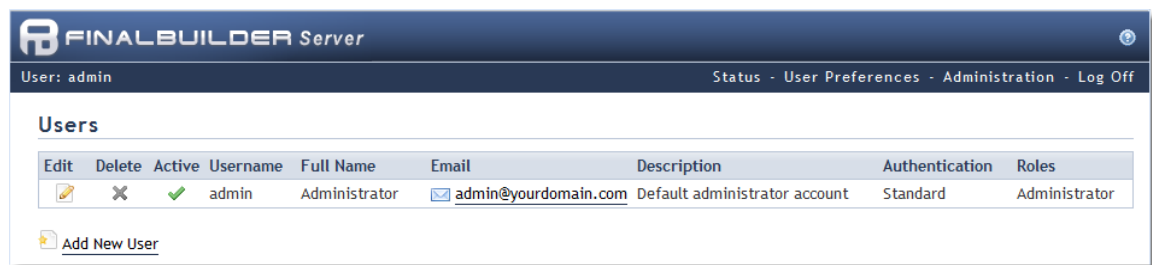 FINALBUILDER Server
User: admin
Status - User Preferences - Administration - Log Off
Users
Edit Delete Active Username Full Name Email Description Authentication Roles
admin Administrator admin@yourdomain.com Default administrator account Standard Administrator
Add New User